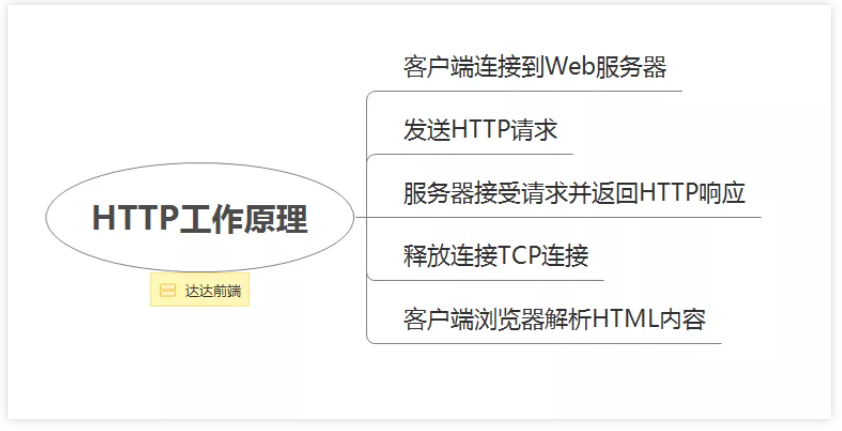 客户端连接到Web服务器
发送HTTP请求
HTTP工作原理
服务器接受请求并返回HTTP响应
释放连接TCP连接
达达前端
客户端浏览器解析HTML内容